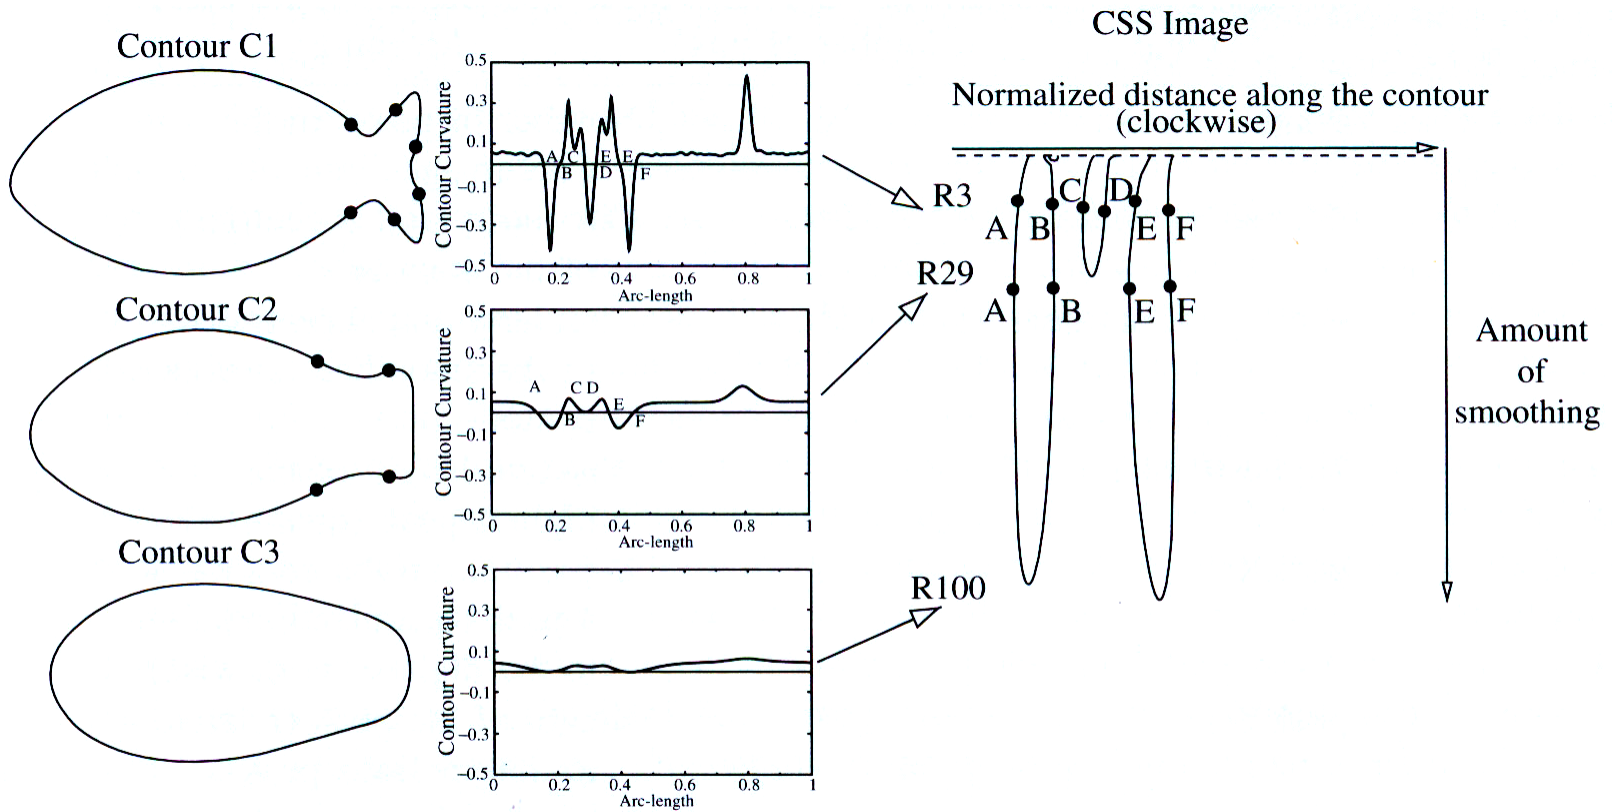 CSS Image
Contour C1
Normalized distance along the contour
(clockwise)
Contour Curvature
0.5
0.3
0.1
−0.1
−0.3
−0.5
A C E E
B D F
0 0.2 0.4 0.6 0.8 1
Arc-length
R3
C D
A B E F
R29
A B E F
Contour C2
Contour Curvature
0.5
0.3
0.1
−0.1
−0.3
−0.5
A C D
E
B F
0 0.2 0.4 0.6 0.8 1
Arc-length
Amount
of
smoothing
Contour C3
Contour Curvature
0.5
0.3
0.1
−0.1
−0.3
−0.5
0 0.2 0.4 0.6 0.8 1
Arc-length
R100